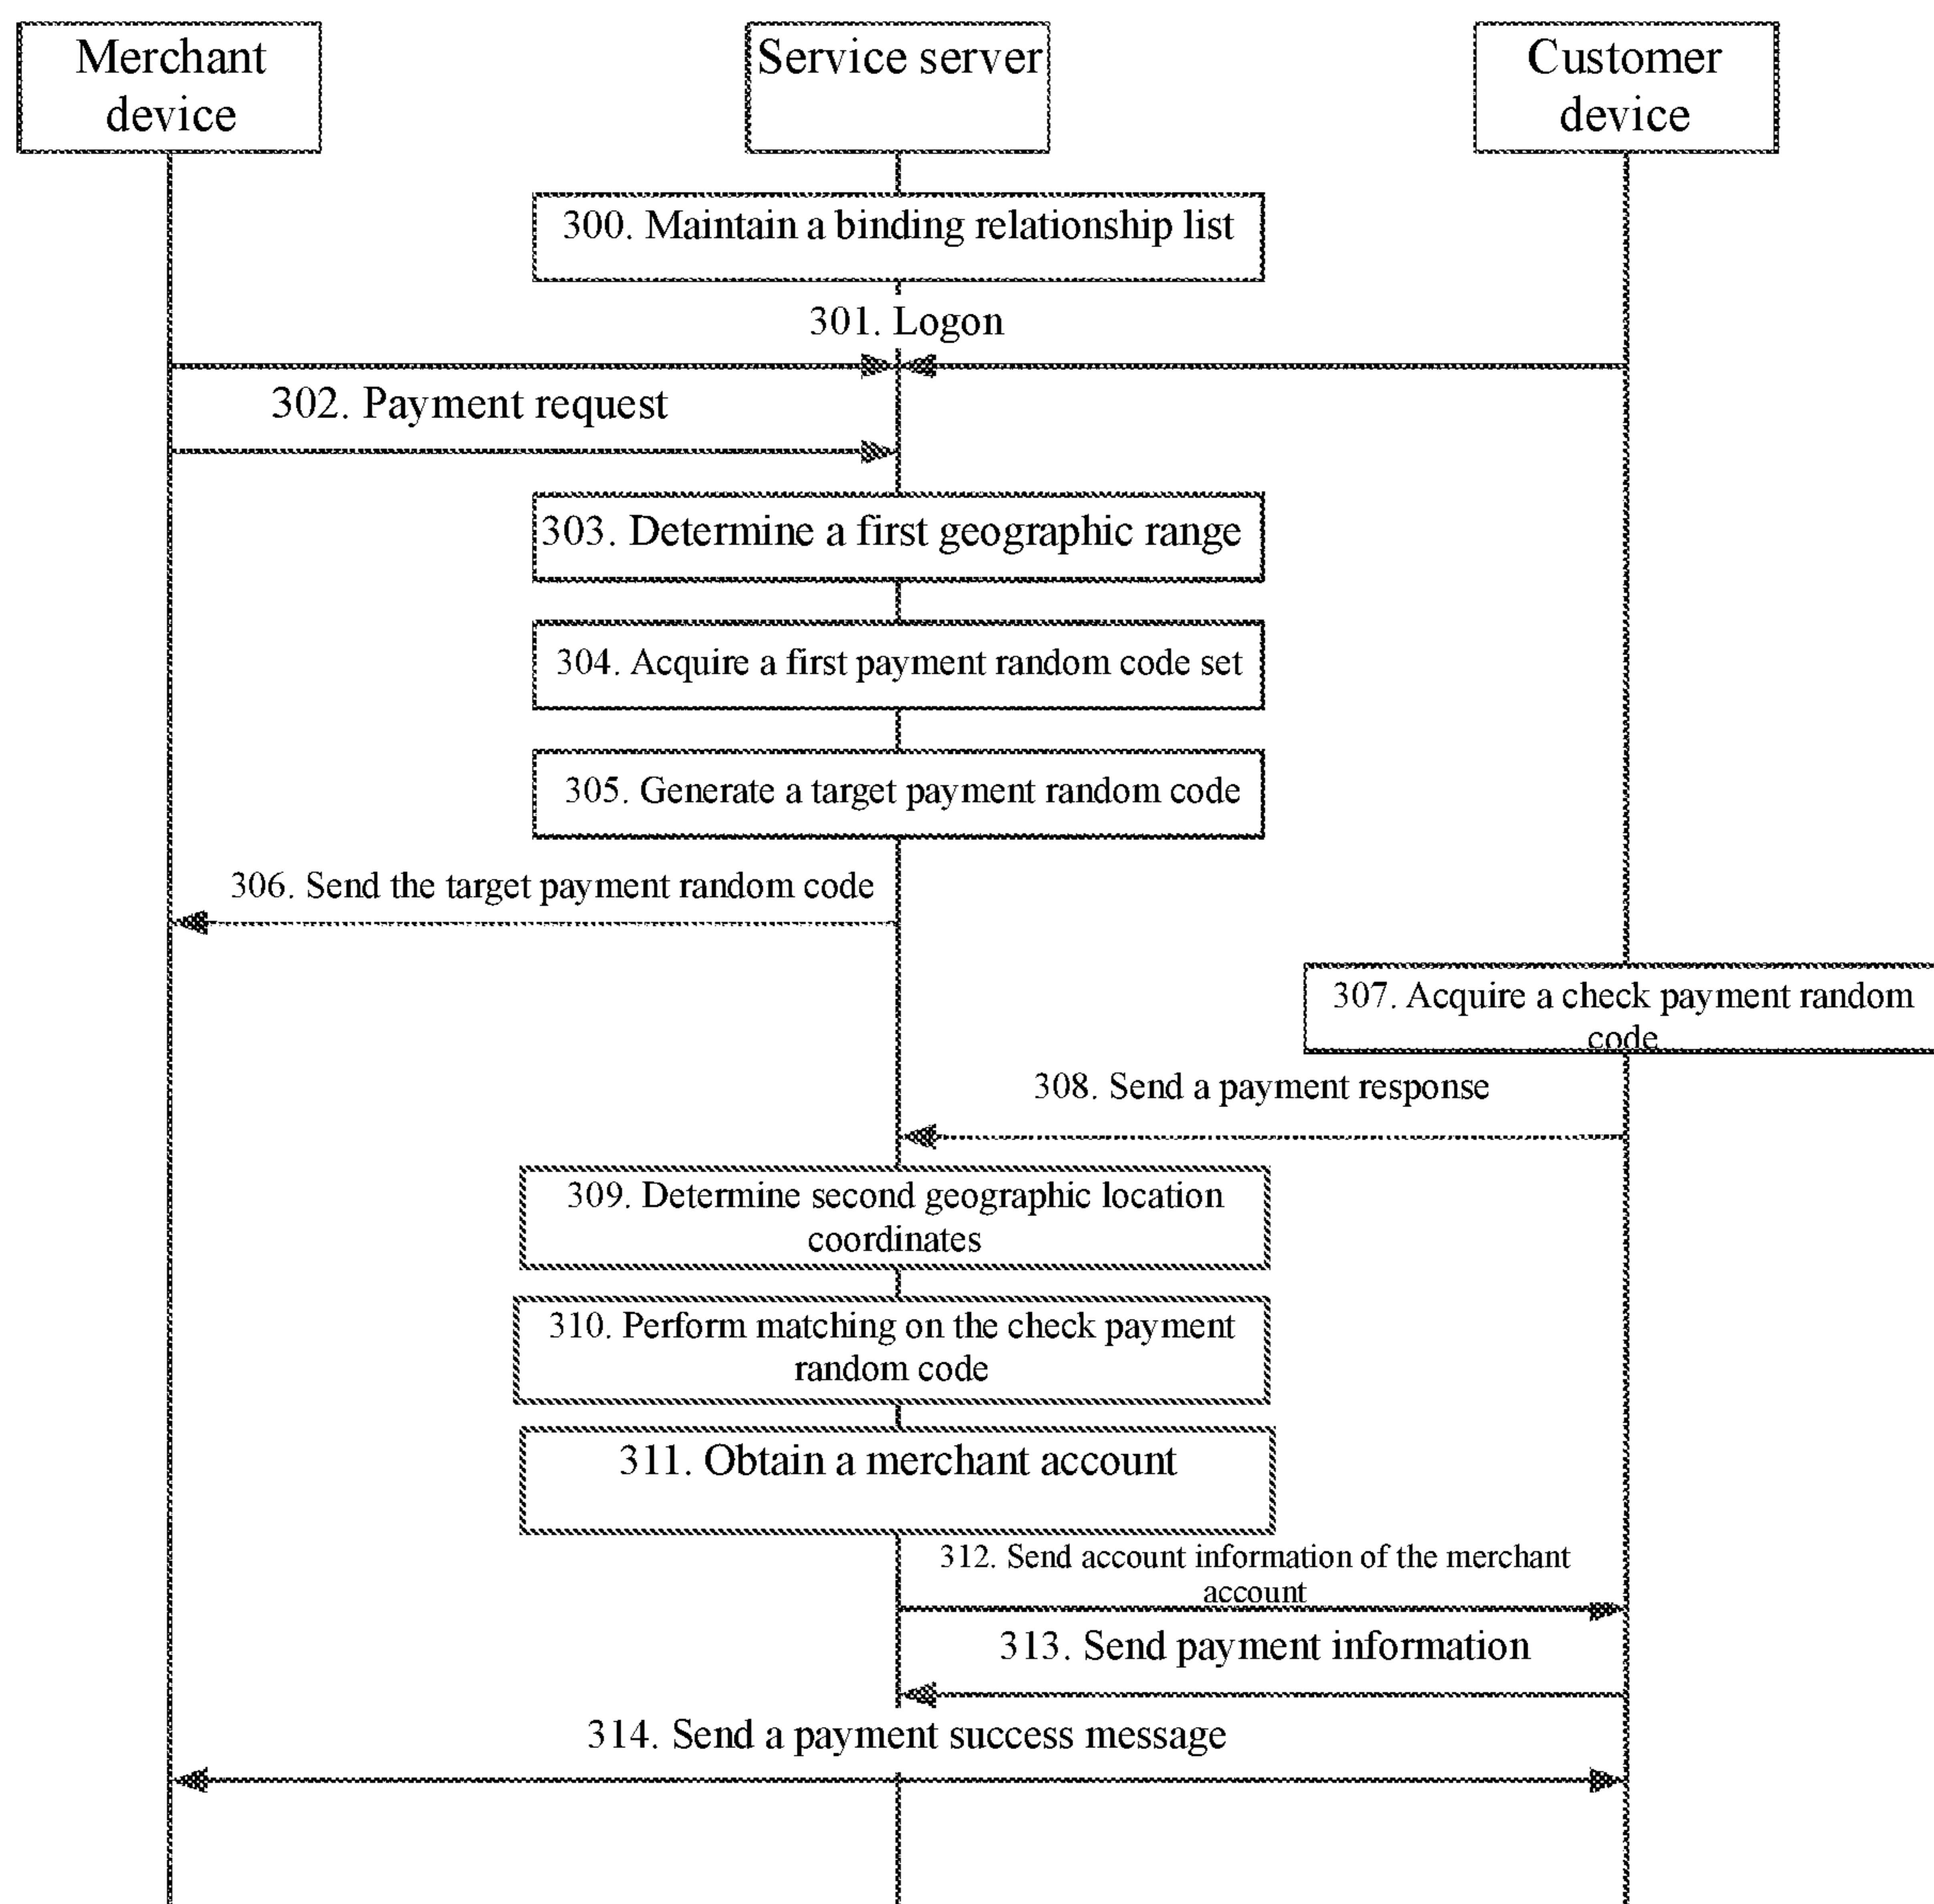 Merchant
device
Service server
Customer
device
300. Maintain a binding relationship list
301. Logon
302. Payment request
303. Determine a first geographic range
304. Acquire a first payment random code set
305. Generate a target payment random code
306. Send the target payment random code
307. Acquire a check payment random
code
308. Send a payment response
309. Determine second geographic location
coordinates
310. Perform matching on the check payment
random code
311. Obtain a merchant account
312. Send account information of the merchant
account
313. Send payment information
314. Send a payment success message